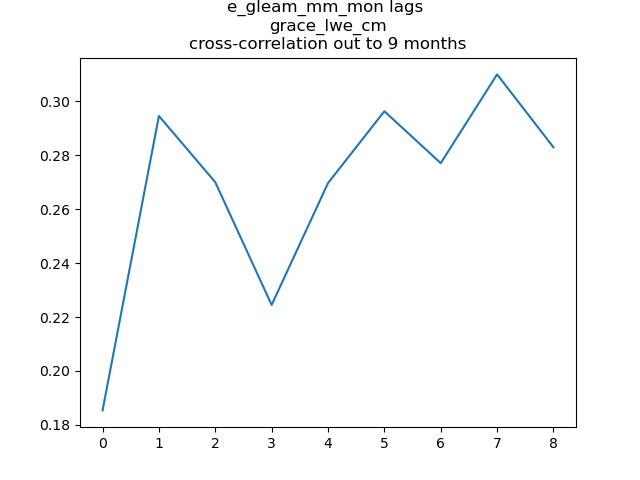 e_gleam_mm_mon lags
grace_lwe_cm
cross-correlation out to 9 months
0.30
0.28
0.26
0.24
0.22
0.20
0.18
0 1 2 3 4 5 6 7 8